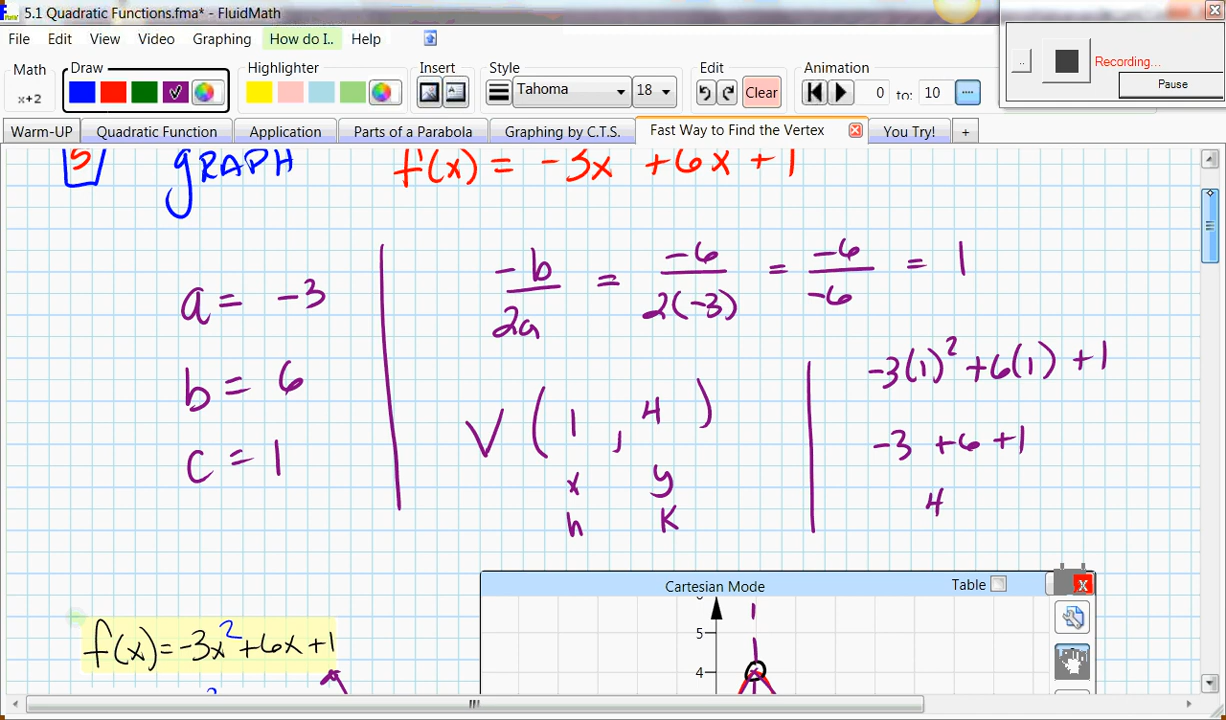 5.1 Quadratic Functions.fma* - FluidMath
File Edit View Video Graphing How do I.. Help
Recording...
Pause
Math
x+2
Draw
Highlighter
Insert
Style
Tahoma
18
Edit
Clear
Animation
0 to: 10
Warm-UP
Quadratic Function
Application
Parts of a Parabola
Graphing by C.T.S.
Fast Way to Find the Vertex
You Try!
+
5 GRAPH f(x) = -3x +6x +1
a = -3
b = 6
c = 1
-b/2a = -6/2(-3) = -6/-6 = 1
V ( 1 , 4 )
x y
h K
-3(1)² +6(1) +1
-3 +6 +1
4
f(x) = -3x² +6x +1
Cartesian Mode
Table
5
4